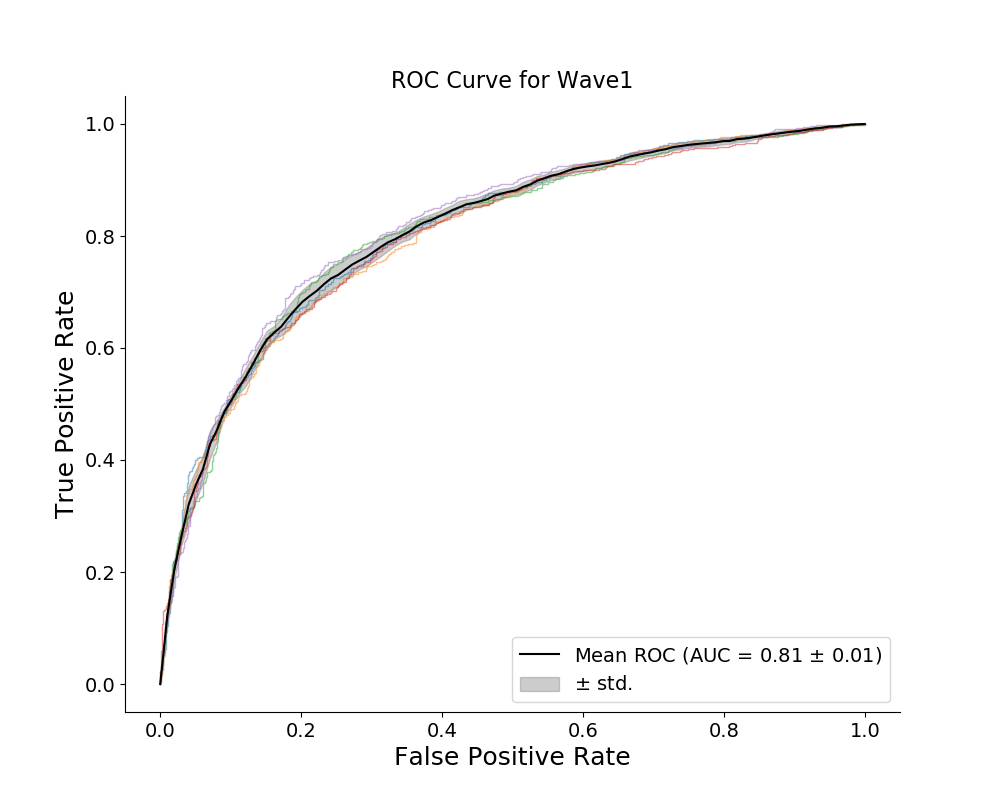 ROC Curve for Wave1
1.0
0.8
0.6
0.4
0.2
0.0
True Positive Rate
Mean ROC (AUC = 0.81 ± 0.01)
± std.
0.0 0.2 0.4 0.6 0.8 1.0
False Positive Rate